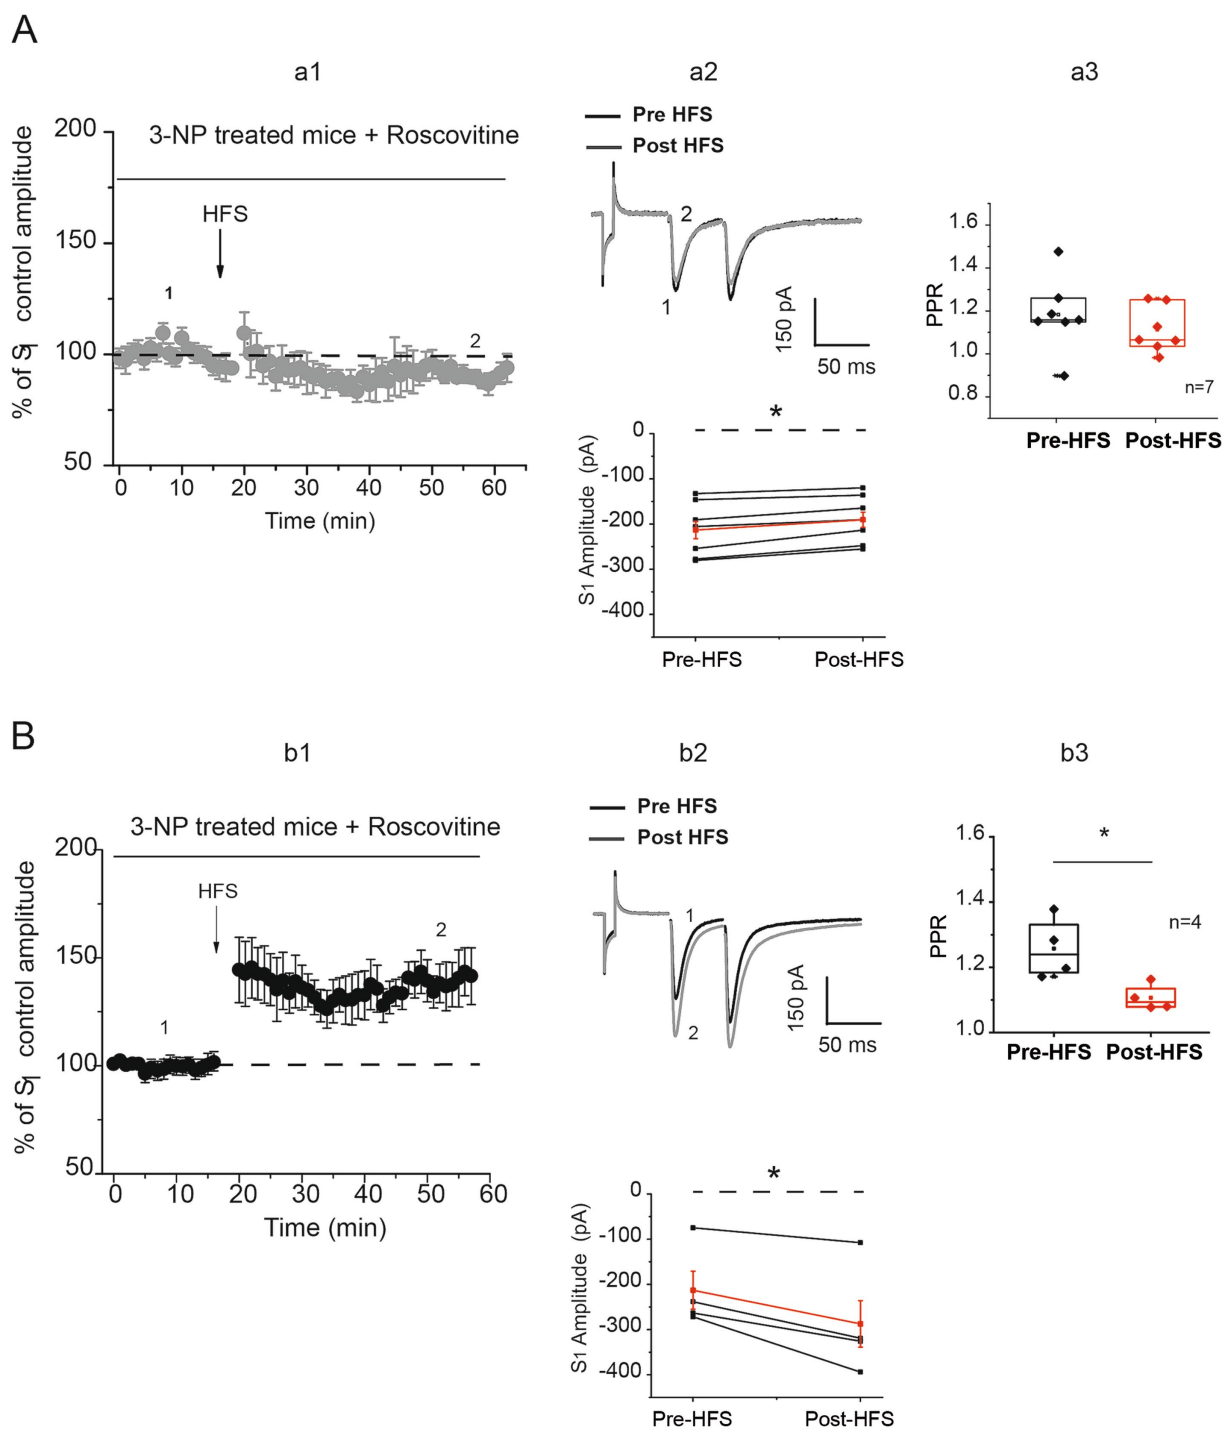 A
a1
a2
a3
3-NP treated mice + Roscovitine
HFS
1
2
% of S1 control amplitude
200
150
100
50
0 10 20 30 40 50 60
Time (min)
Pre HFS
Post HFS
2
1
150 pA
50 ms
*
S1 Amplitude (pA)
0
-100
-200
-300
-400
Pre-HFS Post-HFS
PPR
1.6
1.4
1.2
1.0
0.8
n=7
Pre-HFS Post-HFS
B
b1
b2
b3
3-NP treated mice + Roscovitine
HFS
1
2
% of S1 control amplitude
200
150
100
50
0 10 20 30 40 50 60
Time (min)
Pre HFS
Post HFS
1
2
150 pA
50 ms
*
S1 Amplitude (pA)
0
-100
-200
-300
-400
Pre-HFS Post-HFS
PPR
1.6
1.4
1.2
1.0
*
n=4
Pre-HFS Post-HFS